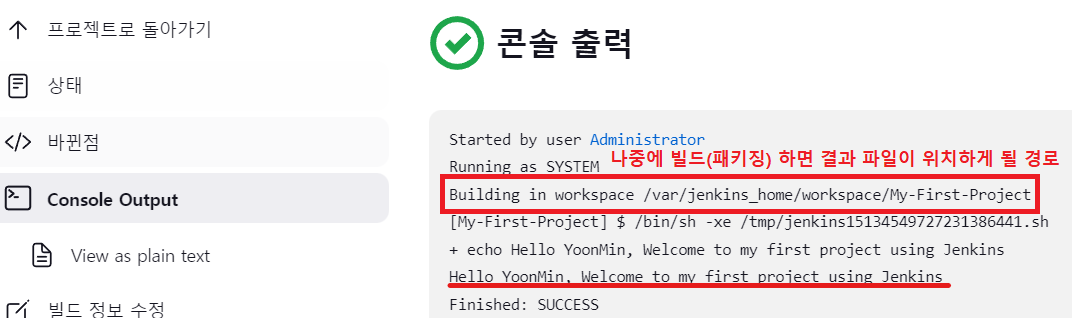 프로젝트로 돌아가기
상태
바뀐점
Console Output
View as plain text
빌드 정보 수정
콘솔 출력
Started by user Administrator
Running as SYSTEM
나중에 빌드(패키징) 하면 결과 파일이 위치하게 될 경로
Building in workspace /var/jenkins_home/workspace/My-First-Project
[My-First-Project] $ /bin/sh -xe /tmp/jenkins15134549727231386441.sh
+ echo Hello YoonMin, Welcome to my first project using Jenkins
Hello YoonMin, Welcome to my first project using Jenkins
Finished: SUCCESS